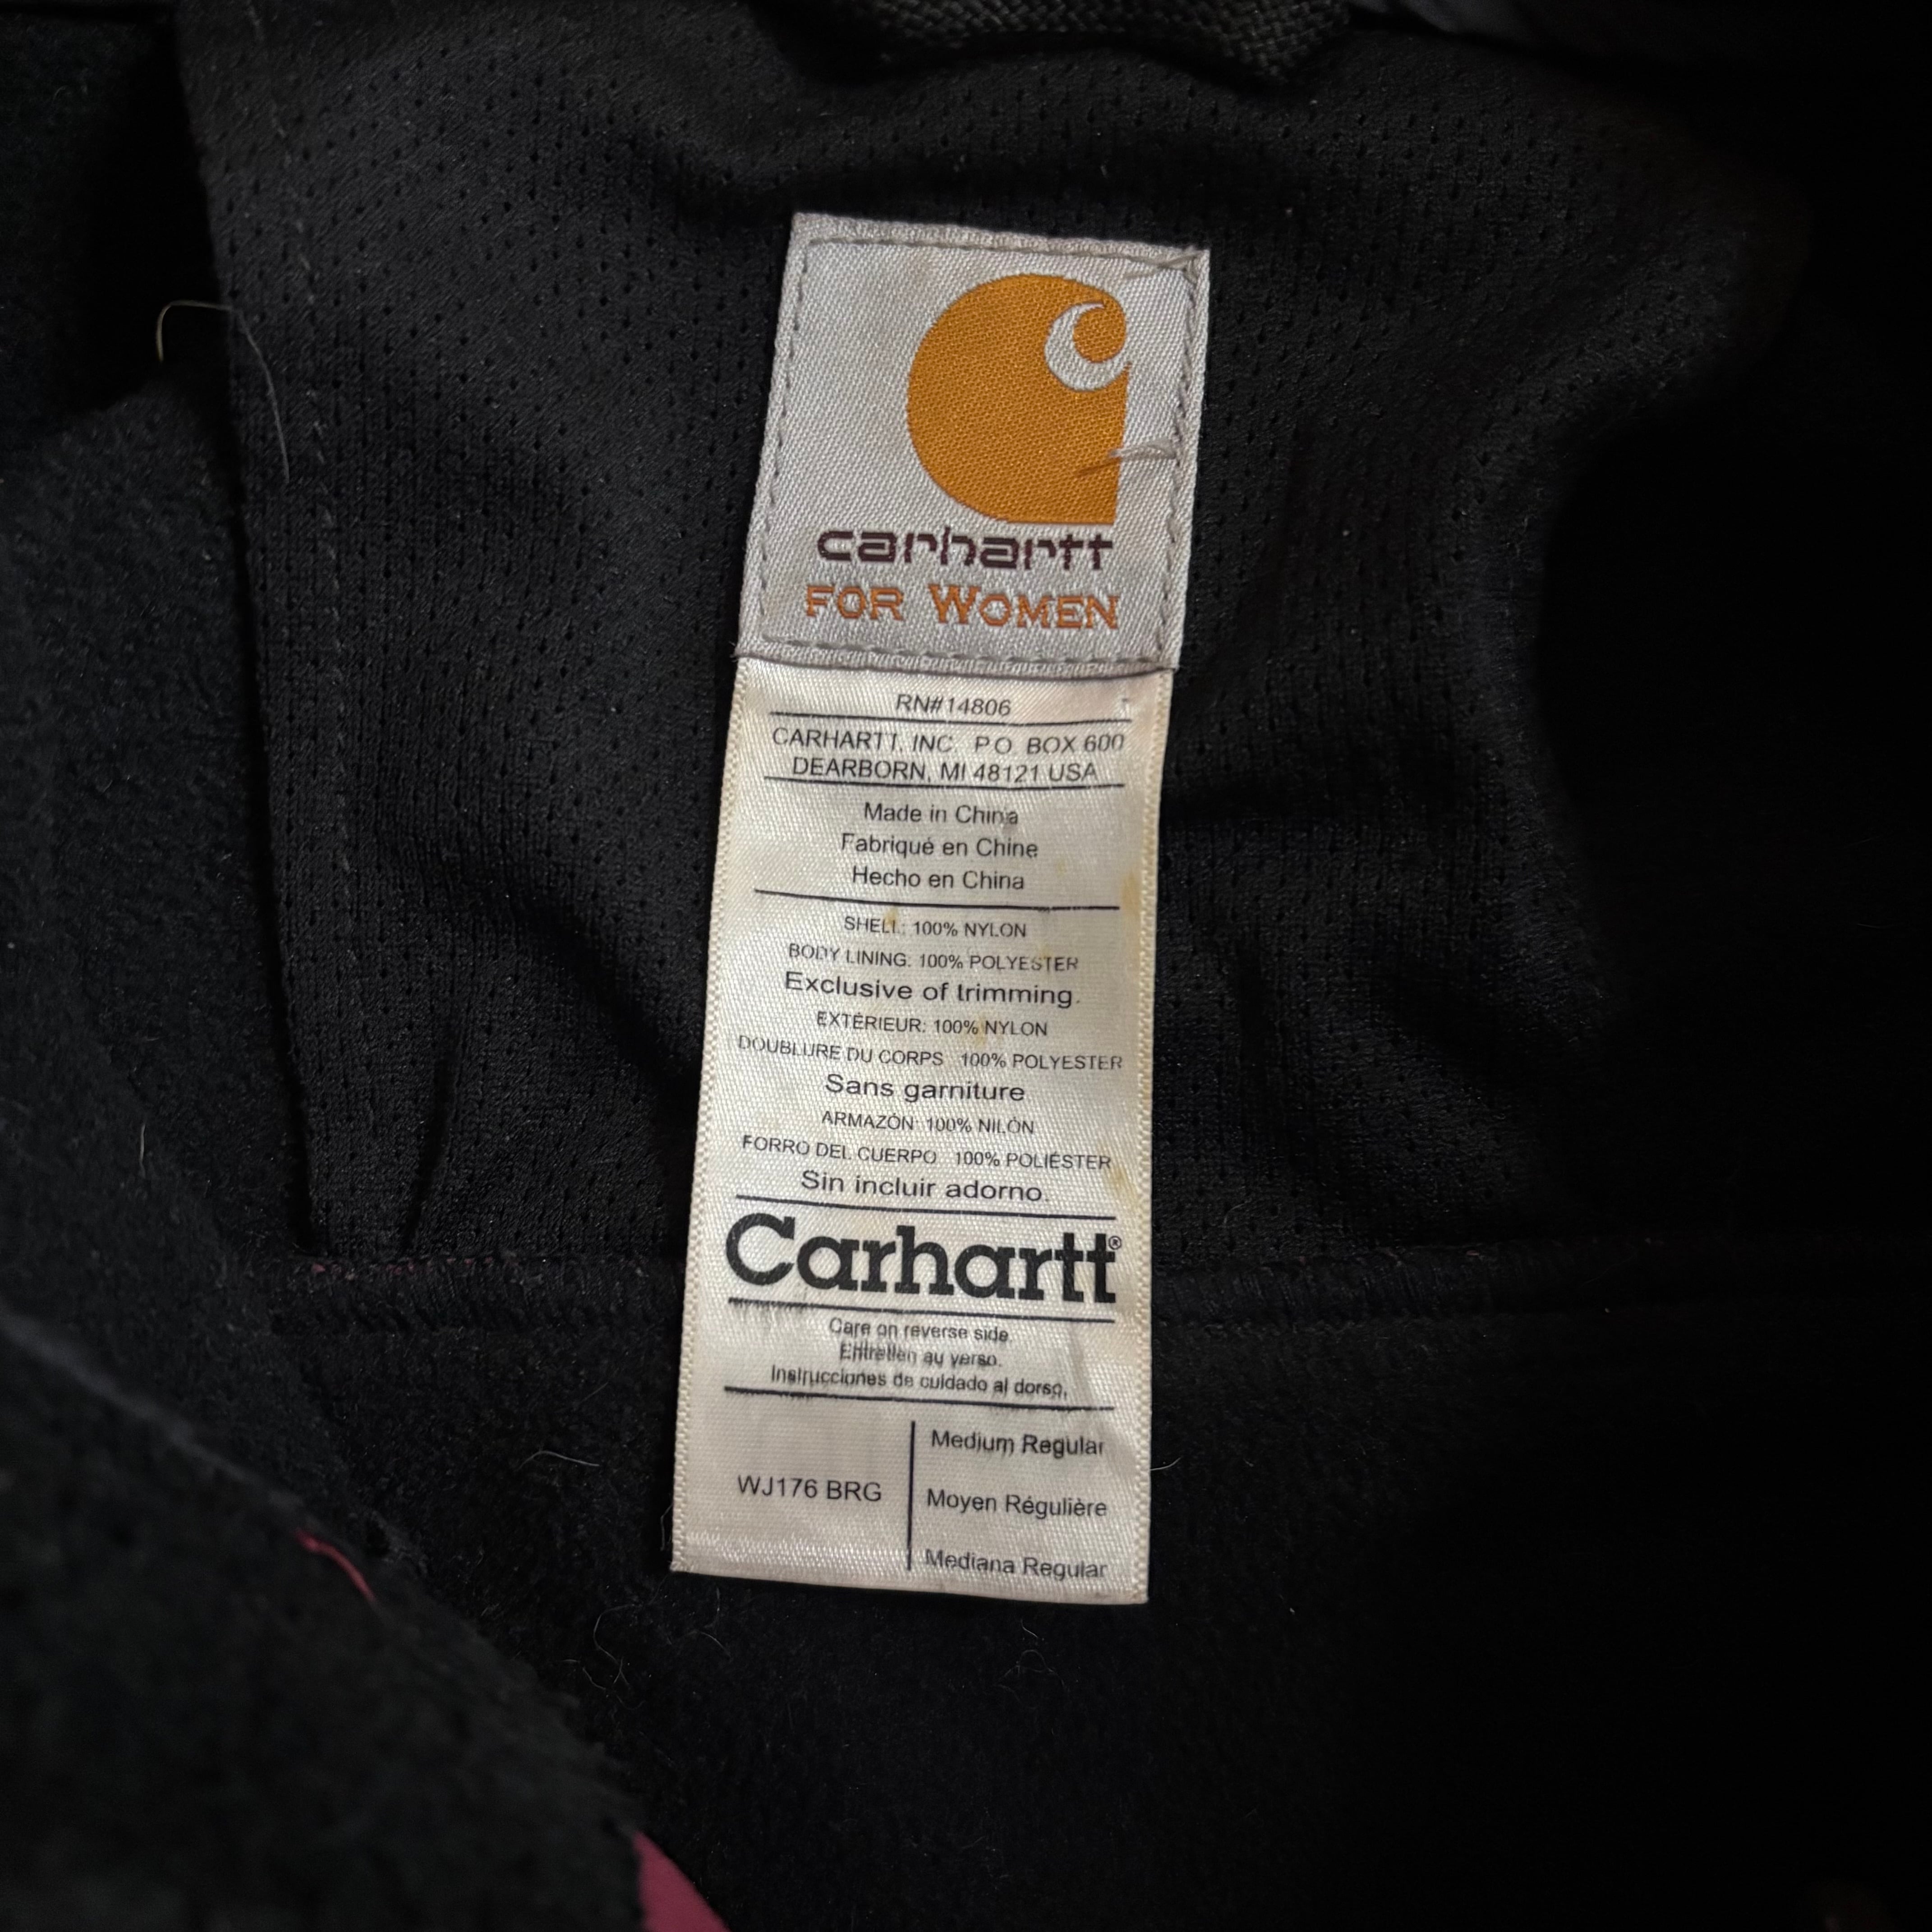 carhartt
FOR WOMEN
RN#14806
CARHARTT, INC. P.O. BOX 600
DEARBORN, MI 48121 USA
Made in China
Fabriqué en Chine
Hecho en China
SHELL: 100% NYLON
BODY LINING: 100% POLYESTER
Exclusive of trimming.
EXTÉRIEUR: 100% NYLON
DOUBLURE DU CORPS 100% POLYESTER
Sans garniture
ARMAZÓN 100% NILÓN
FORRO DEL CUERPO 100% POLIÉSTER
Sin incluir adorno.
Carhartt®
Care on reverse side.
Entretien au verso.
Instrucciones de cuidado al dorso.
WJ176 BRG
Medium Regular
Moyen Régulière
Mediana Regular